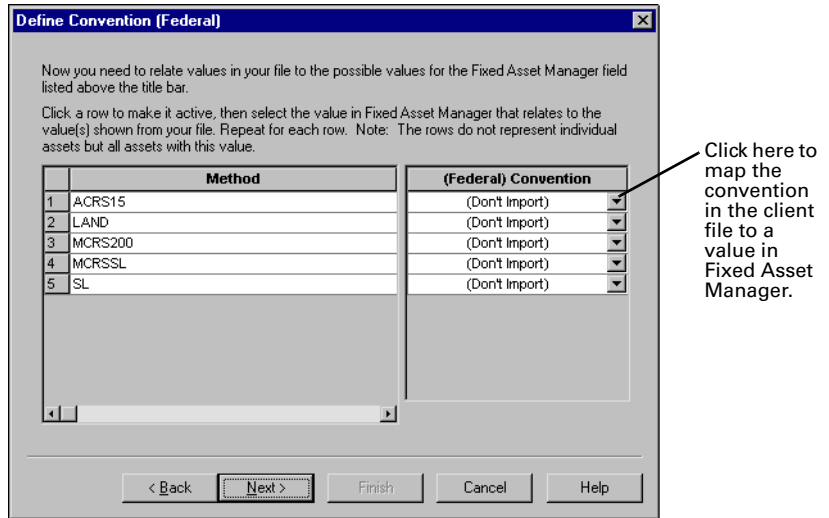 Define Convention (Federal)
Now you need to relate values in your file to the possible values for the Fixed Asset Manager field
listed above the title bar.
Click a row to make it active, then select the value in Fixed Asset Manager that relates to the
value(s) shown from your file. Repeat for each row. Note: The rows do not represent individual
assets but all assets with this value.
Method (Federal) Convention
1 ACRS15 (Don't Import)
2 LAND (Don't Import)
3 MCRS200 (Don't Import)
4 MCRSSL (Don't Import)
5 SL (Don't Import)
Click here to
map the
convention
in the client
file to a
value in
Fixed Asset
Manager.
< Back Next > Finish Cancel Help